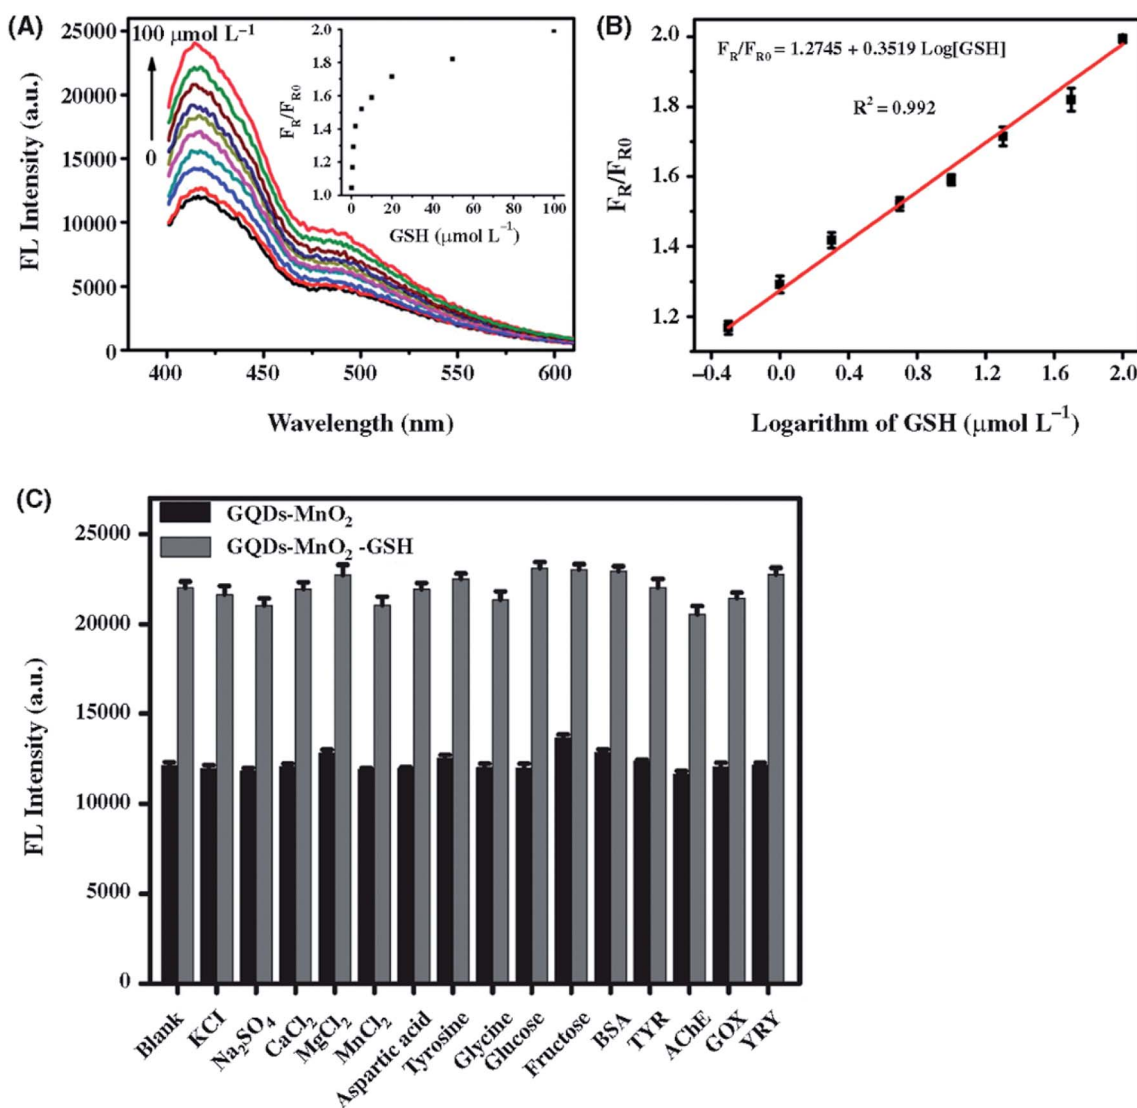 (A)
100 μmol L⁻¹
0
25000
20000
15000
10000
5000
0
FL Intensity (a.u.)
400 450 500 550 600
Wavelength (nm)
2.0
1.8
1.6
1.4
1.2
1.0
F_R/F_R0
0 20 40 60 80 100
GSH (μmol L⁻¹)
(B)
F_R/F_R0 = 1.2745 + 0.3519 Log[GSH]
R² = 0.992
2.0
1.8
1.6
1.4
1.2
F_R/F_R0
–0.4 0.0 0.4 0.8 1.2 1.6 2.0
Logarithm of GSH (μmol L⁻¹)
(C)
GQDs-MnO₂
GQDs-MnO₂ -GSH
25000
20000
15000
10000
5000
0
FL Intensity (a.u.)
Blank
KCl
Na₂SO₄
CaCl₂
MgCl₂
MnCl₂
Aspartic acid
Tyrosine
Glycine
Glucose
Fructose
BSA
TYR
AChE
GOX
YRY